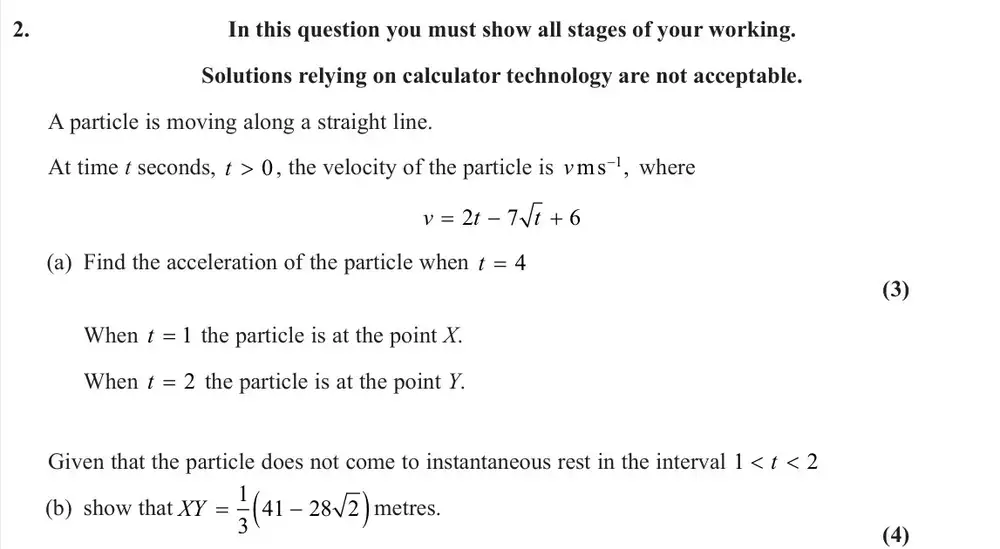 2. In this question you must show all stages of your working.
Solutions relying on calculator technology are not acceptable.
A particle is moving along a straight line.
At time t seconds, t > 0, the velocity of the particle is v m s⁻¹, where
v = 2t − 7√t + 6
(a) Find the acceleration of the particle when t = 4
(3)
When t = 1 the particle is at the point X.
When t = 2 the particle is at the point Y.
Given that the particle does not come to instantaneous rest in the interval 1 < t < 2
(b) show that XY = 1/3(41 − 28√2) metres.
(4)